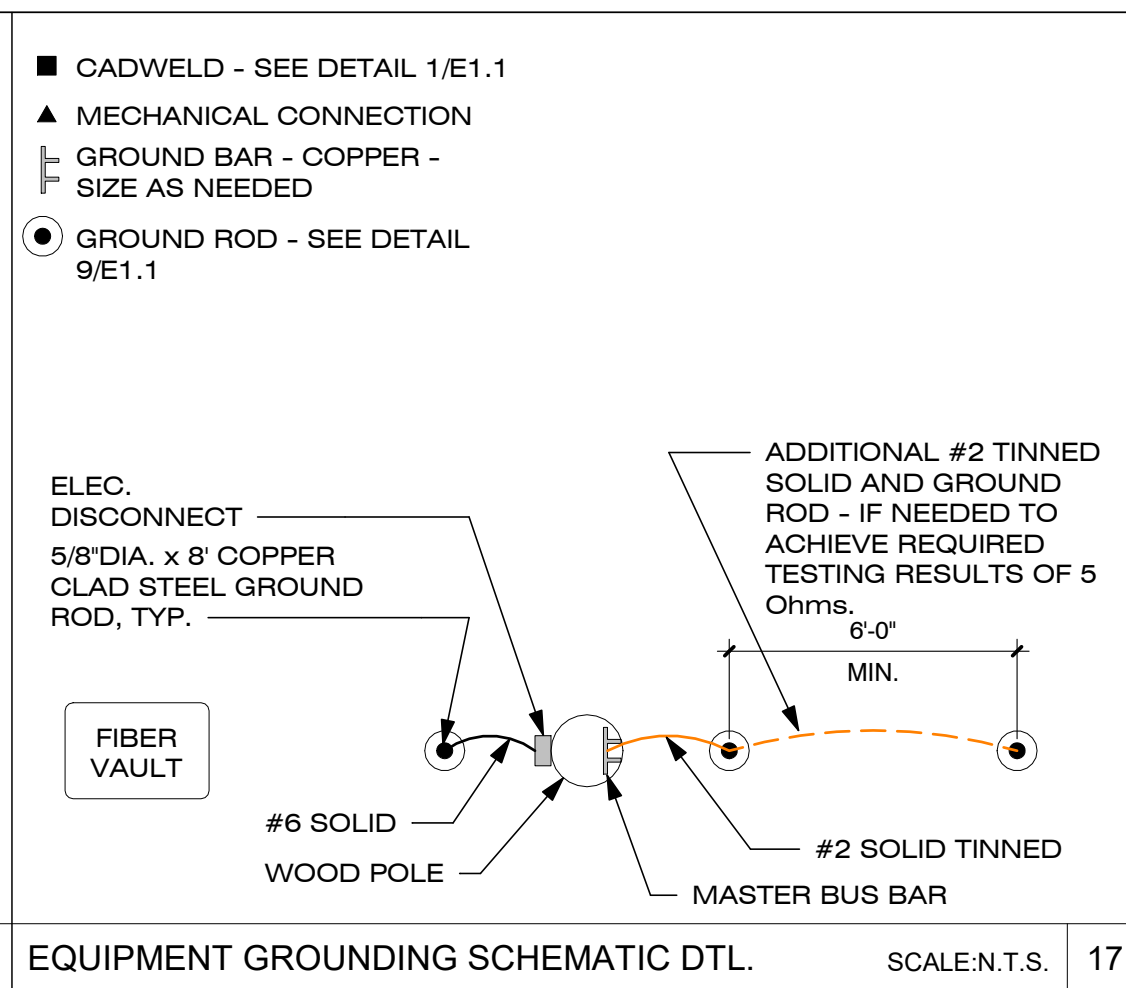 CADWELD - SEE DETAIL 1/E1.1
MECHANICAL CONNECTION
GROUND BAR - COPPER -
SIZE AS NEEDED
GROUND ROD - SEE DETAIL
9/E1.1
ADDITIONAL #2 TINNED
SOLID AND GROUND
ROD - IF NEEDED TO
ACHIEVE REQUIRED
TESTING RESULTS OF 5
Ohms.
ELEC.
DISCONNECT
5/8"DIA. x 8' COPPER
CLAD STEEL GROUND
ROD, TYP.
6'-0"
MIN.
FIBER
VAULT
#6 SOLID
WOOD POLE
#2 SOLID TINNED
MASTER BUS BAR
EQUIPMENT GROUNDING SCHEMATIC DTL.
SCALE:N.T.S.
17